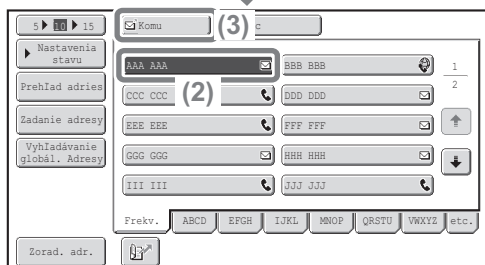 5 10 15
Komu
(3)
c
Nastavenia
stavu
AAA AAA
BBB BBB
1
2
Prehľad adries
CCC CCC
(2)
DDD DDD
Zadanie adresy
EEE EEE
FFF FFF
Vyhľadávanie
globál. Adresy
GGG GGG
HHH HHH
III III
JJJ JJJ
Frekv.
ABCD
EFGH
IJKL
MNOP
QRSTU
VWXYZ
etc.
Zorad. adr.